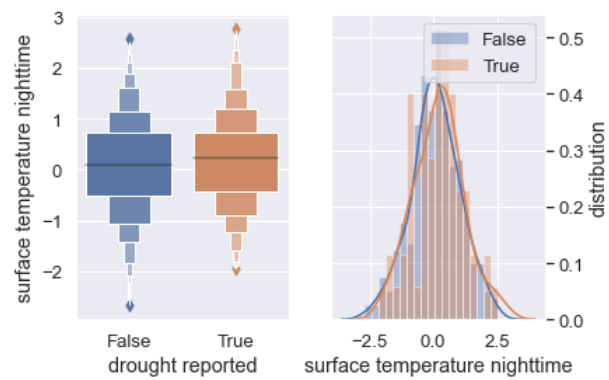 surface temperature nighttime
3
2
1
0
−1
−2
False
True
drought reported
False
True
0.5
0.4
0.3
0.2
0.1
0.0
distribution
−2.5
0.0
2.5
surface temperature nighttime